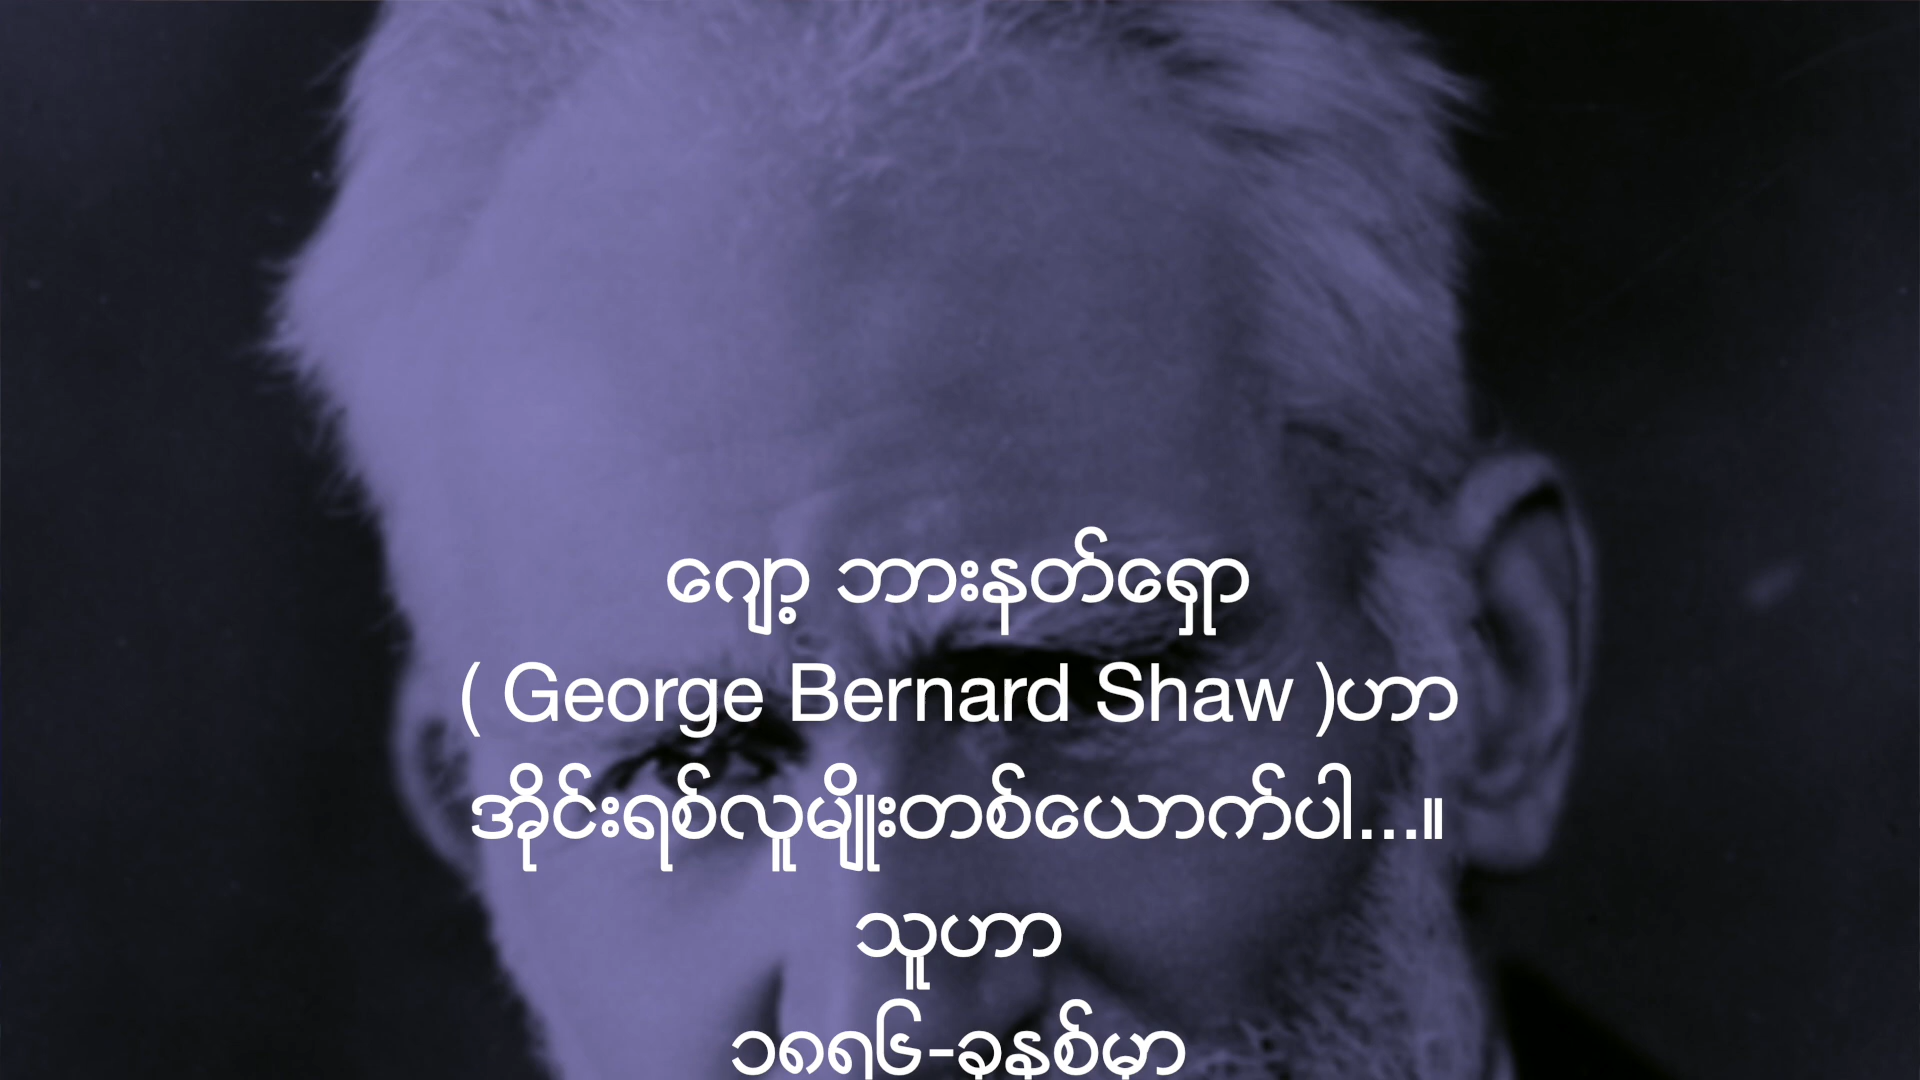 ဂျော့ ဘားနတ်ရှော
( George Bernard Shaw )ဟာ
အိုင်းရစ်လူမျိုးတစ်ယောက်ပါ...။
သူဟာ
၁၈၅၆-ခုနှစ်မှာ